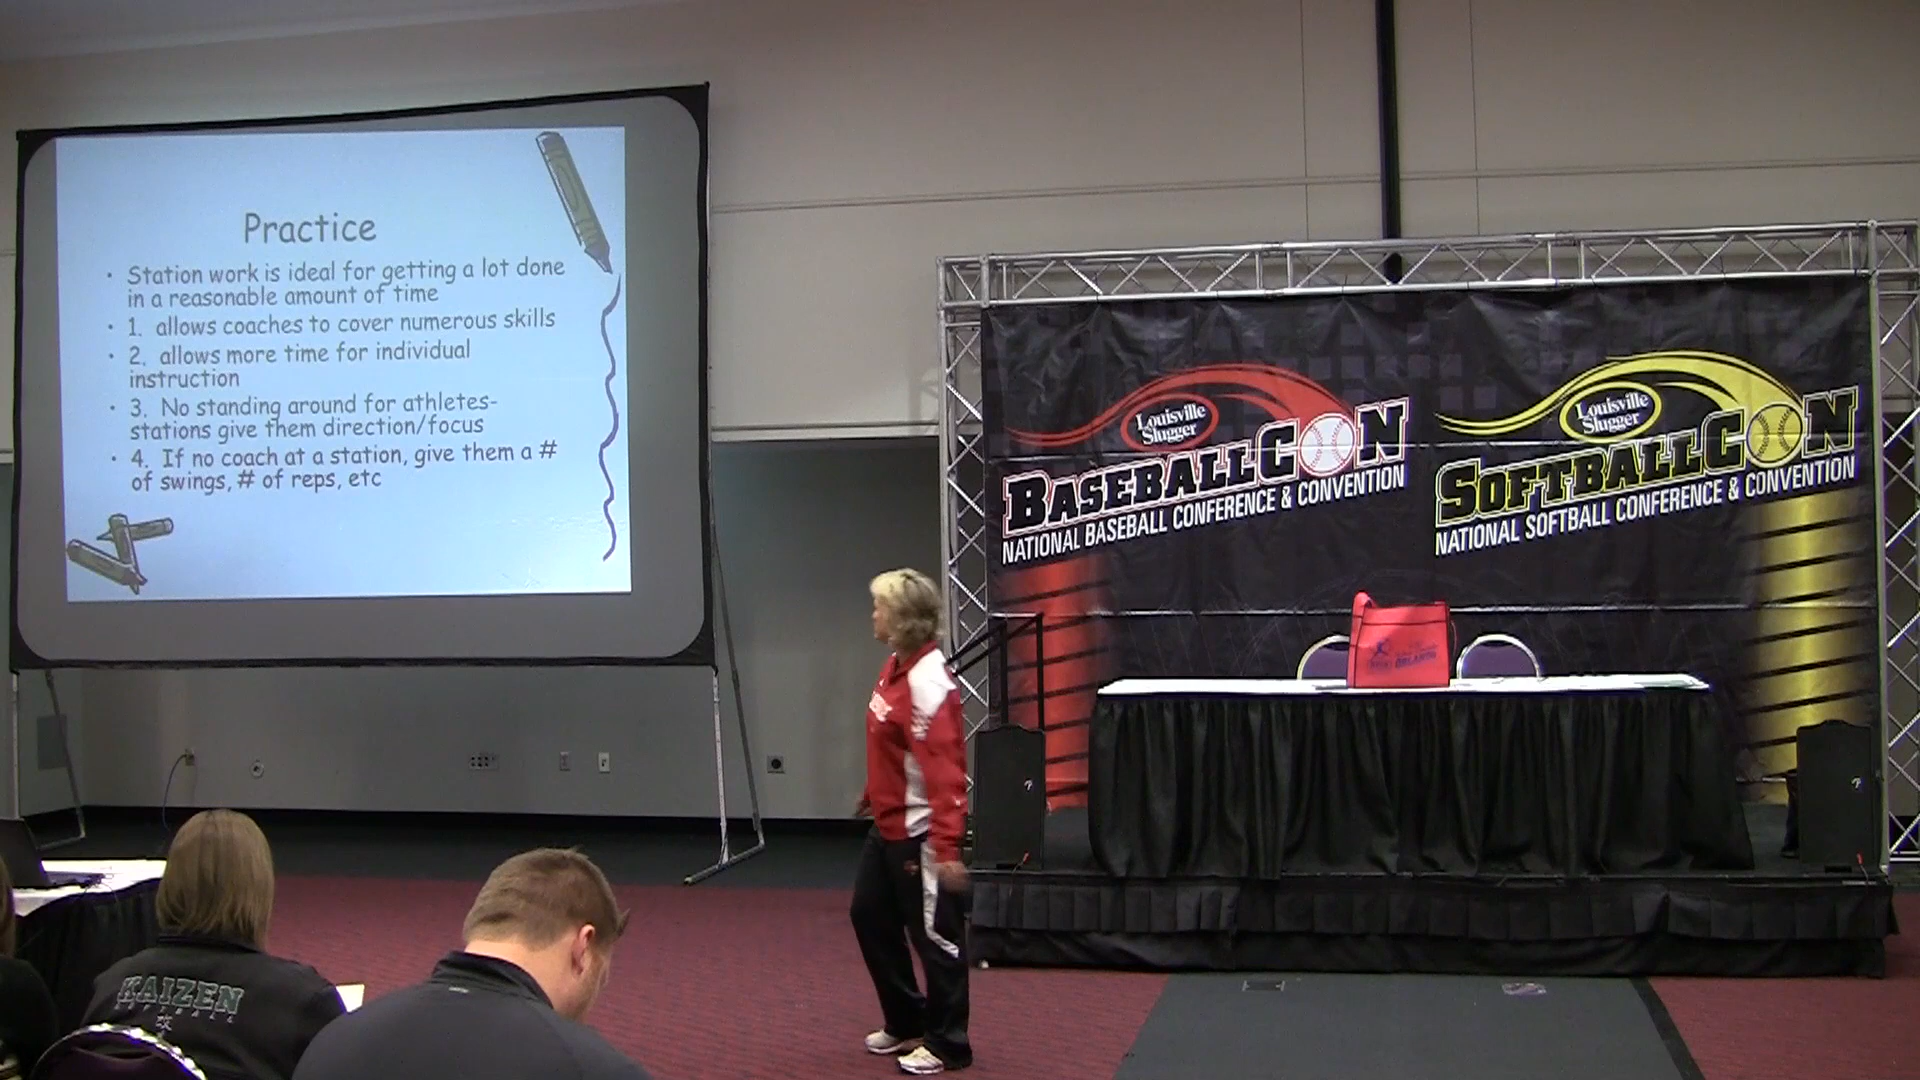 Practice
• Station work is ideal for getting a lot done
in a reasonable amount of time
• 1. allows coaches to cover numerous skills
• 2. allows more time for individual
instruction
• 3. No standing around for athletes-
stations give them direction/focus
• 4. If no coach at a station, give them a #
of swings, # of reps, etc
Louisville
Slugger
BASEBALLCON
NATIONAL BASEBALL CONFERENCE & CONVENTION
Louisville
Slugger
SOFTBALLCON
NATIONAL SOFTBALL CONFERENCE & CONVENTION
ORLANDO
KAIZEN